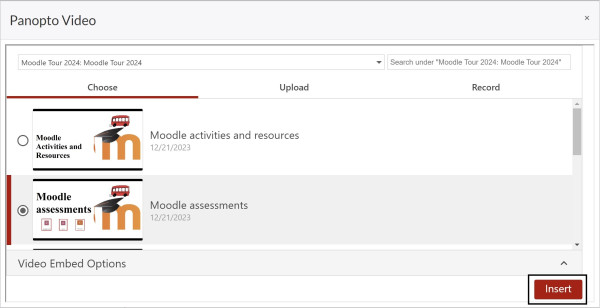 Panopto Video
×
Moodle Tour 2024: Moodle Tour 2024
Search under "Moodle Tour 2024: Moodle Tour 2024"
Choose
Upload
Record
Moodle
Activities and
Resources
m
Moodle activities and resources
12/21/2023
Moodle
assessments
m
Moodle assessments
12/21/2023
Video Embed Options
Insert